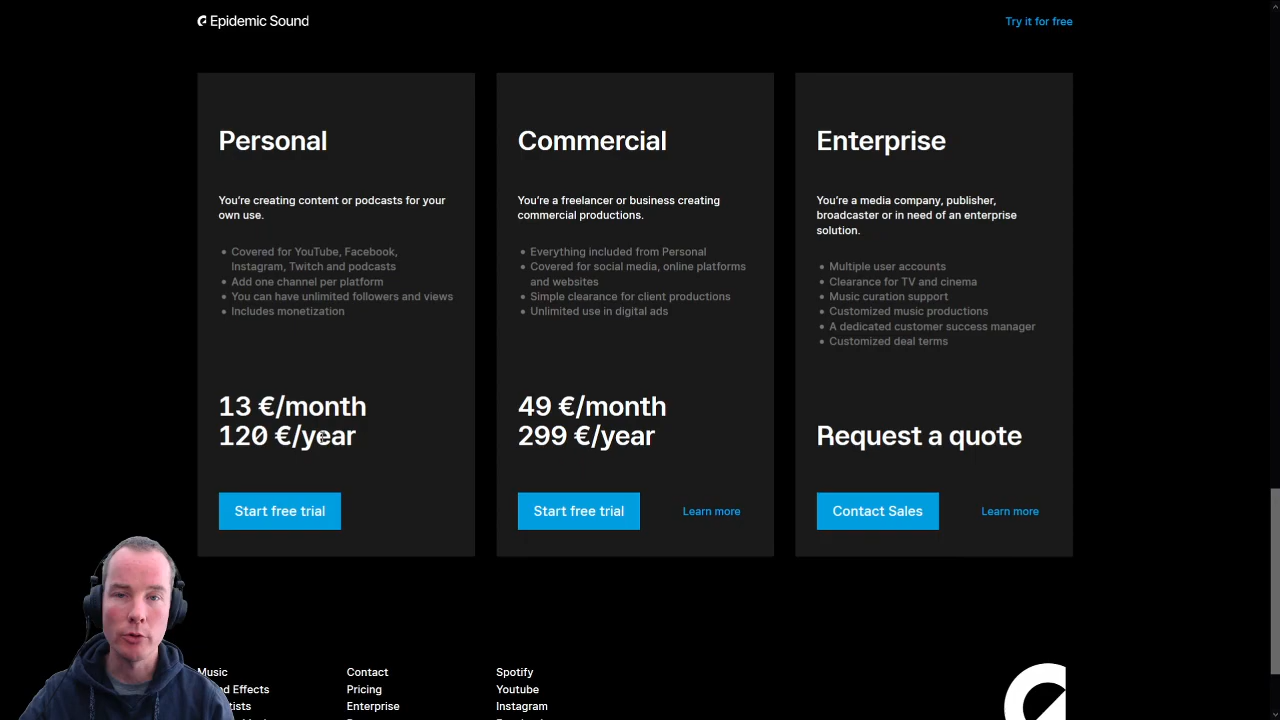 Epidemic Sound
Try it for free
Personal
You're creating content or podcasts for your
own use.
• Covered for YouTube, Facebook,
Instagram, Twitch and podcasts
• Add one channel per platform
• You can have unlimited followers and views
• Includes monetization
13 €/month
120 €/year
Start free trial
Commercial
You're a freelancer or business creating
commercial productions.
• Everything included from Personal
• Covered for social media, online platforms
and websites
• Simple clearance for client productions
• Unlimited use in digital ads
49 €/month
299 €/year
Start free trial
Learn more
Enterprise
You're a media company, publisher,
broadcaster or in need of an enterprise
solution.
• Multiple user accounts
• Clearance for TV and cinema
• Music curation support
• Customized music productions
• A dedicated customer success manager
• Customized deal terms
Request a quote
Contact Sales
Learn more
Music
Effects
Contact
Pricing
Enterprise
Spotify
Youtube
Instagram